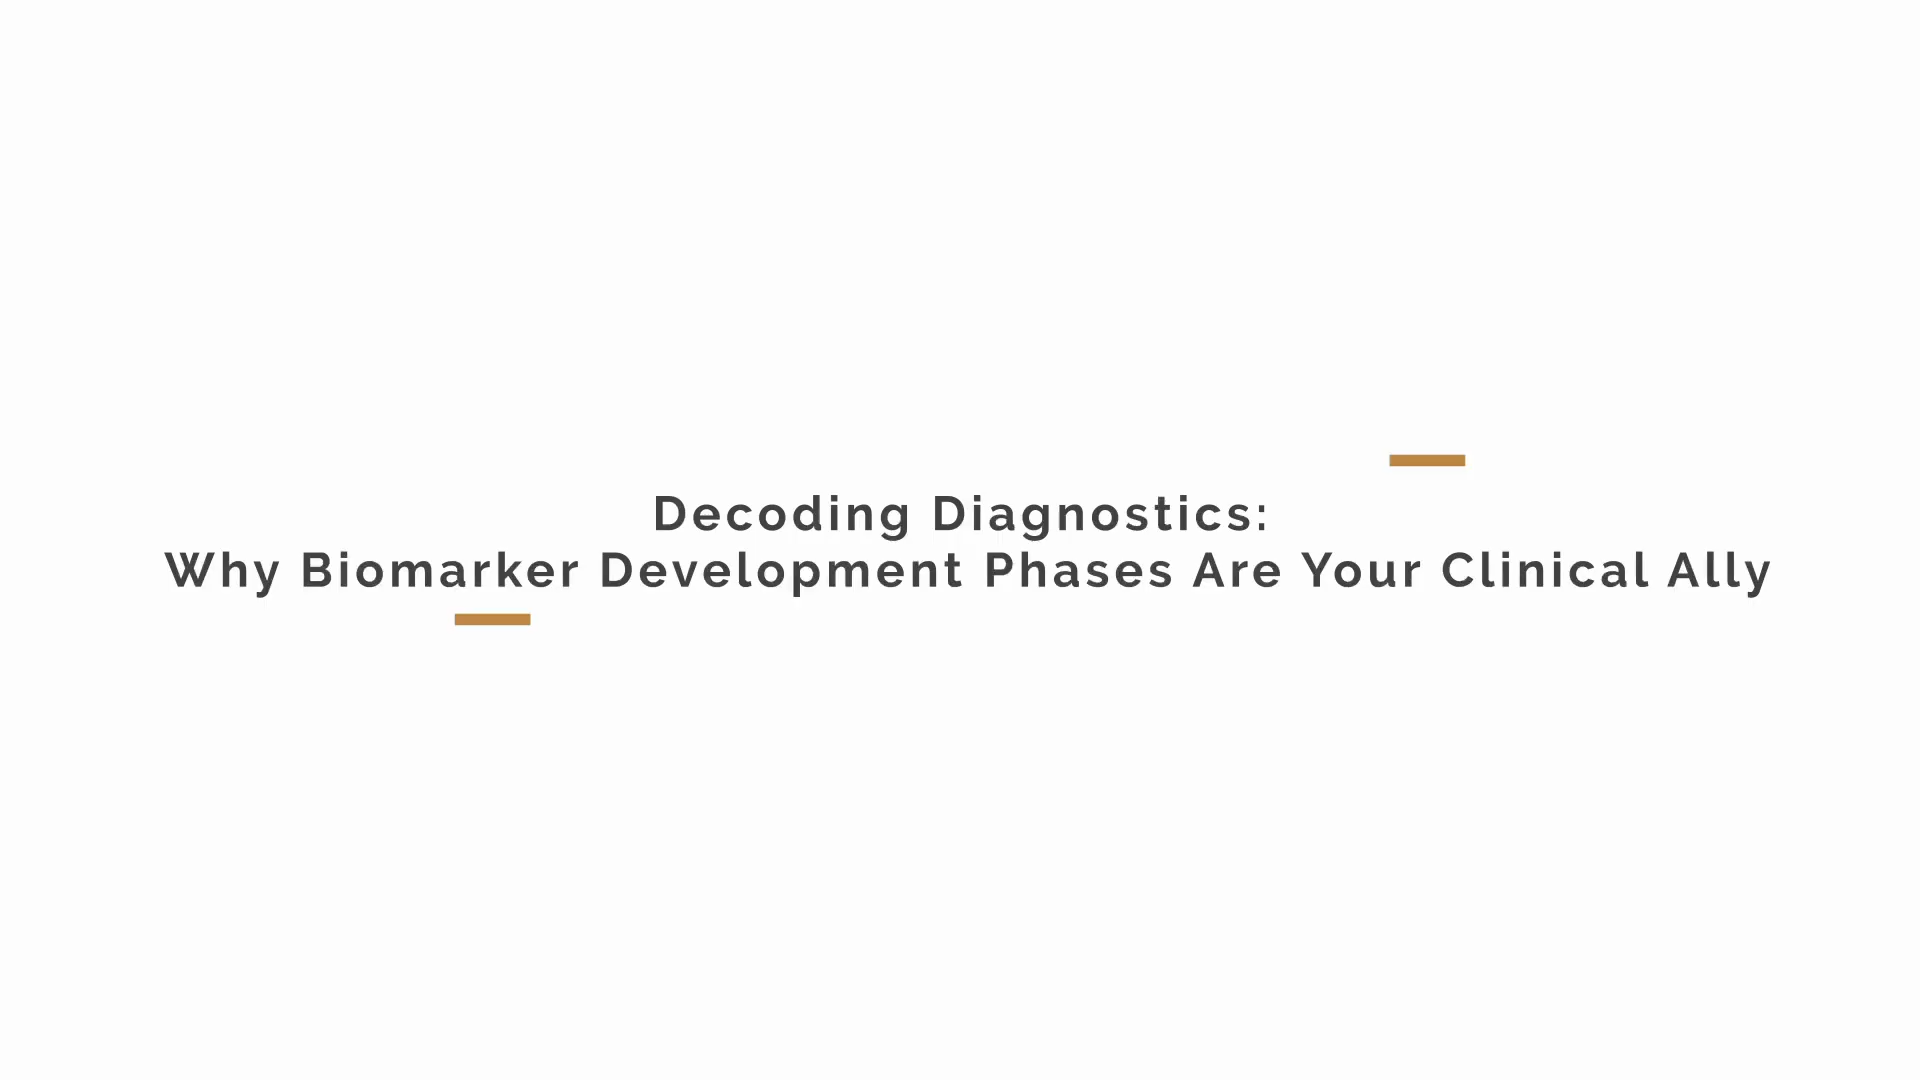 Decoding Diagnostics:
Why Biomarker Development Phases Are Your Clinical Ally